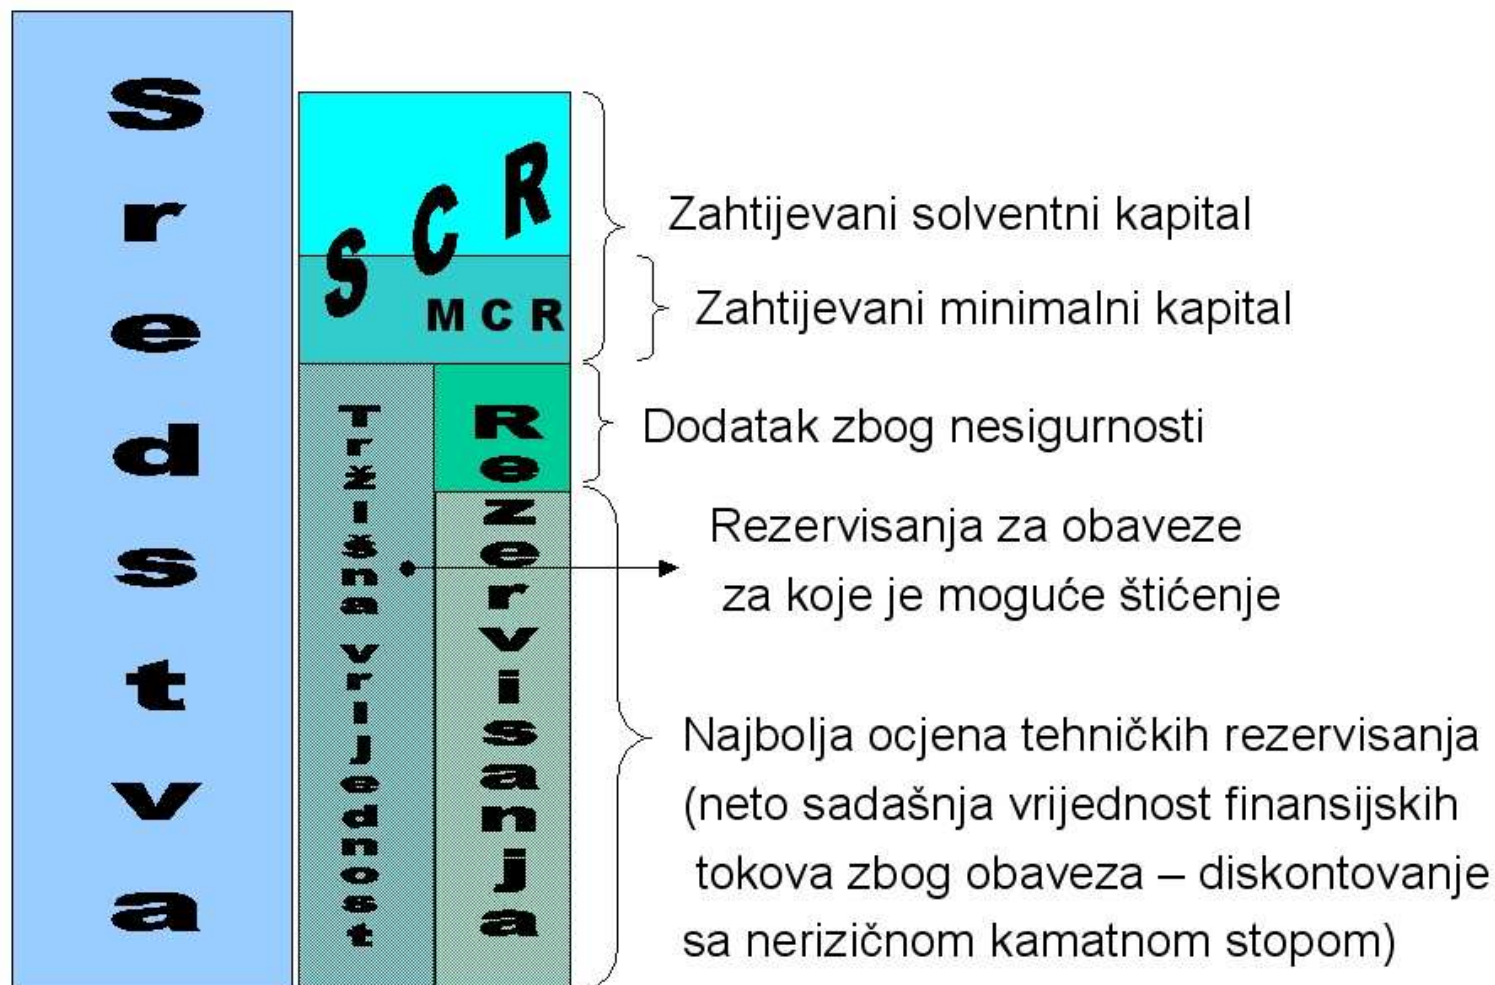 Sredstva
SCR
MCR
Tržišna vrijednost
Rezervisanja
Zahtijevani solventni kapital
Zahtijevani minimalni kapital
Dodatak zbog nesigurnosti
Rezervisanja za obaveze
za koje je moguće štićenje
Najbolja ocjena tehničkih rezervisanja
(neto sadašnja vrijednost finansijskih
tokova zbog obaveza – diskontovanje
sa nerizičnom kamatnom stopom)